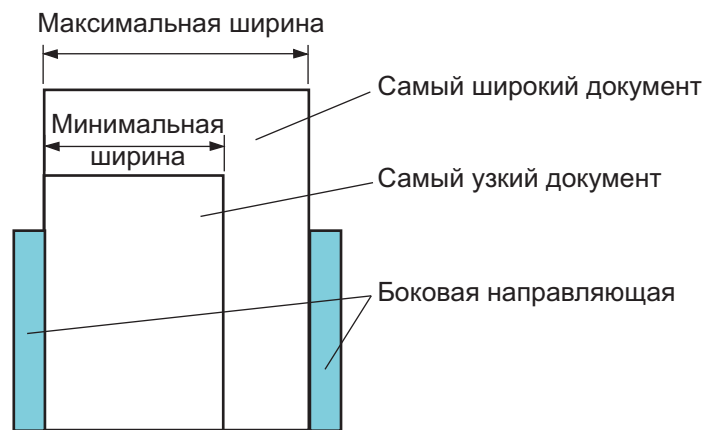 Максимальная ширина
Самый широкий документ
Минимальная
ширина
Самый узкий документ
Боковая направляющая